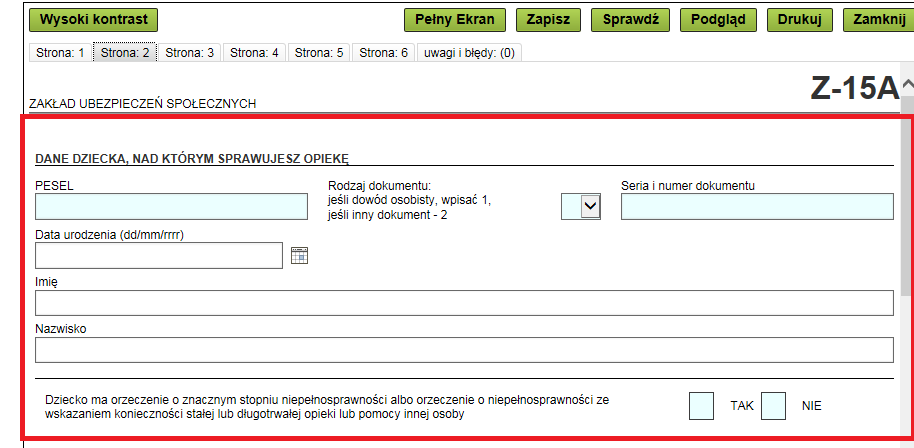 Wysoki kontrast Pełny Ekran Zapisz Sprawdź Podgląd Drukuj Zamknij
Strona: 1 Strona: 2 Strona: 3 Strona: 4 Strona: 5 Strona: 6 uwagi i błędy: (0)
Z-15A
ZAKŁAD UBEZPIECZEŃ SPOŁECZNYCH
DANE DZIECKA, NAD KTÓRYM SPRAWUJESZ OPIEKĘ
PESEL
Rodzaj dokumentu:
jeśli dowód osobisty, wpisać 1,
jeśli inny dokument - 2
Seria i numer dokumentu
Data urodzenia (dd/mm/rrrr)
Imię
Nazwisko
Dziecko ma orzeczenie o znacznym stopniu niepełnosprawności albo orzeczenie o niepełnosprawności ze
wskazaniem konieczności stałej lub długotrwałej opieki lub pomocy innej osoby
TAK NIE